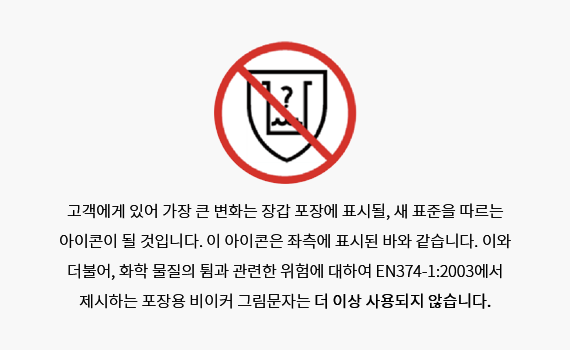 ?
고객에게 있어 가장 큰 변화는 장갑 포장에 표시될, 새 표준을 따르는
아이콘이 될 것입니다. 이 아이콘은 좌측에 표시된 바와 같습니다. 이와
더불어, 화학 물질의 튐과 관련한 위험에 대하여 EN374-1:2003에서
제시하는 포장용 비이커 그림문자는 더 이상 사용되지 않습니다.